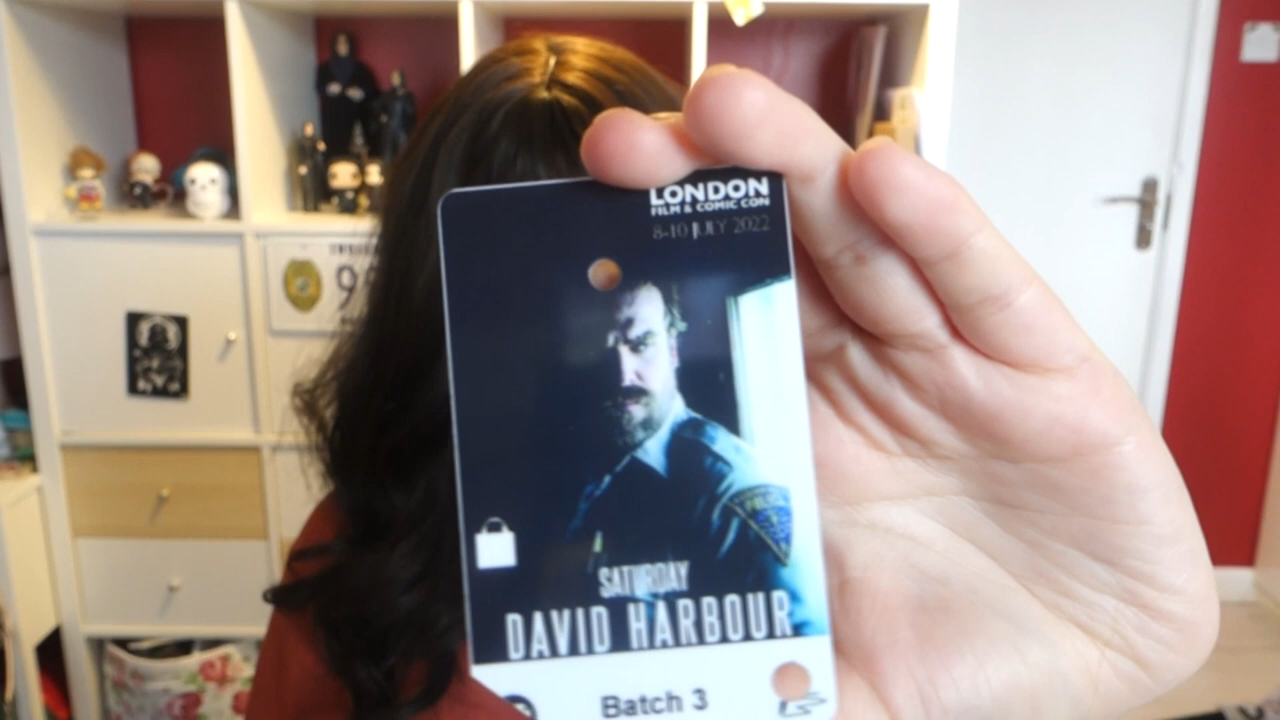 LONDON
FILM & COMIC CON
8-10 JULY 2022
SATURDAY
DAVID HARBOUR
Batch 3